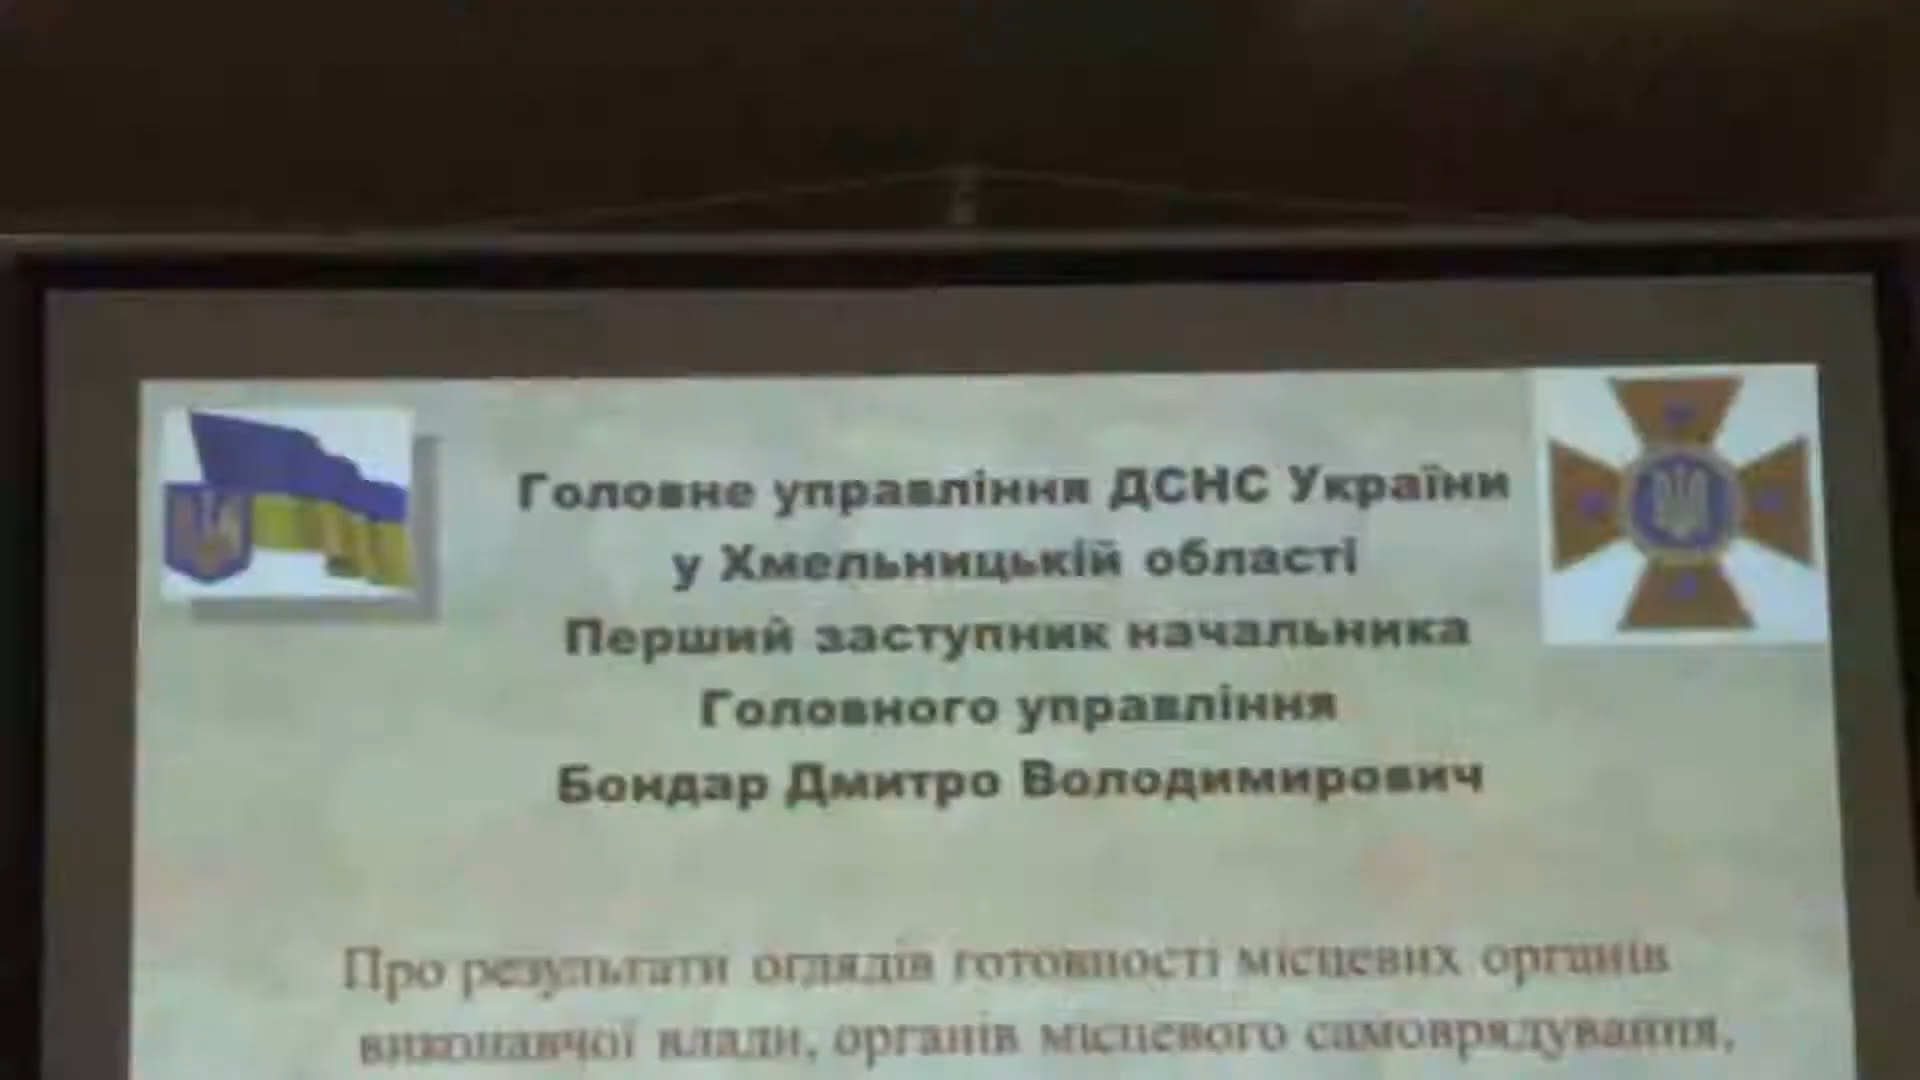 Головне управління ДСНС України
у Хмельницькій області
Перший заступник начальника
Головного управління
Бондар Дмитро Володимирович
Про результати оглядів готовності місцевих органів
виконавчої влади, органів місцевого самоврядування,